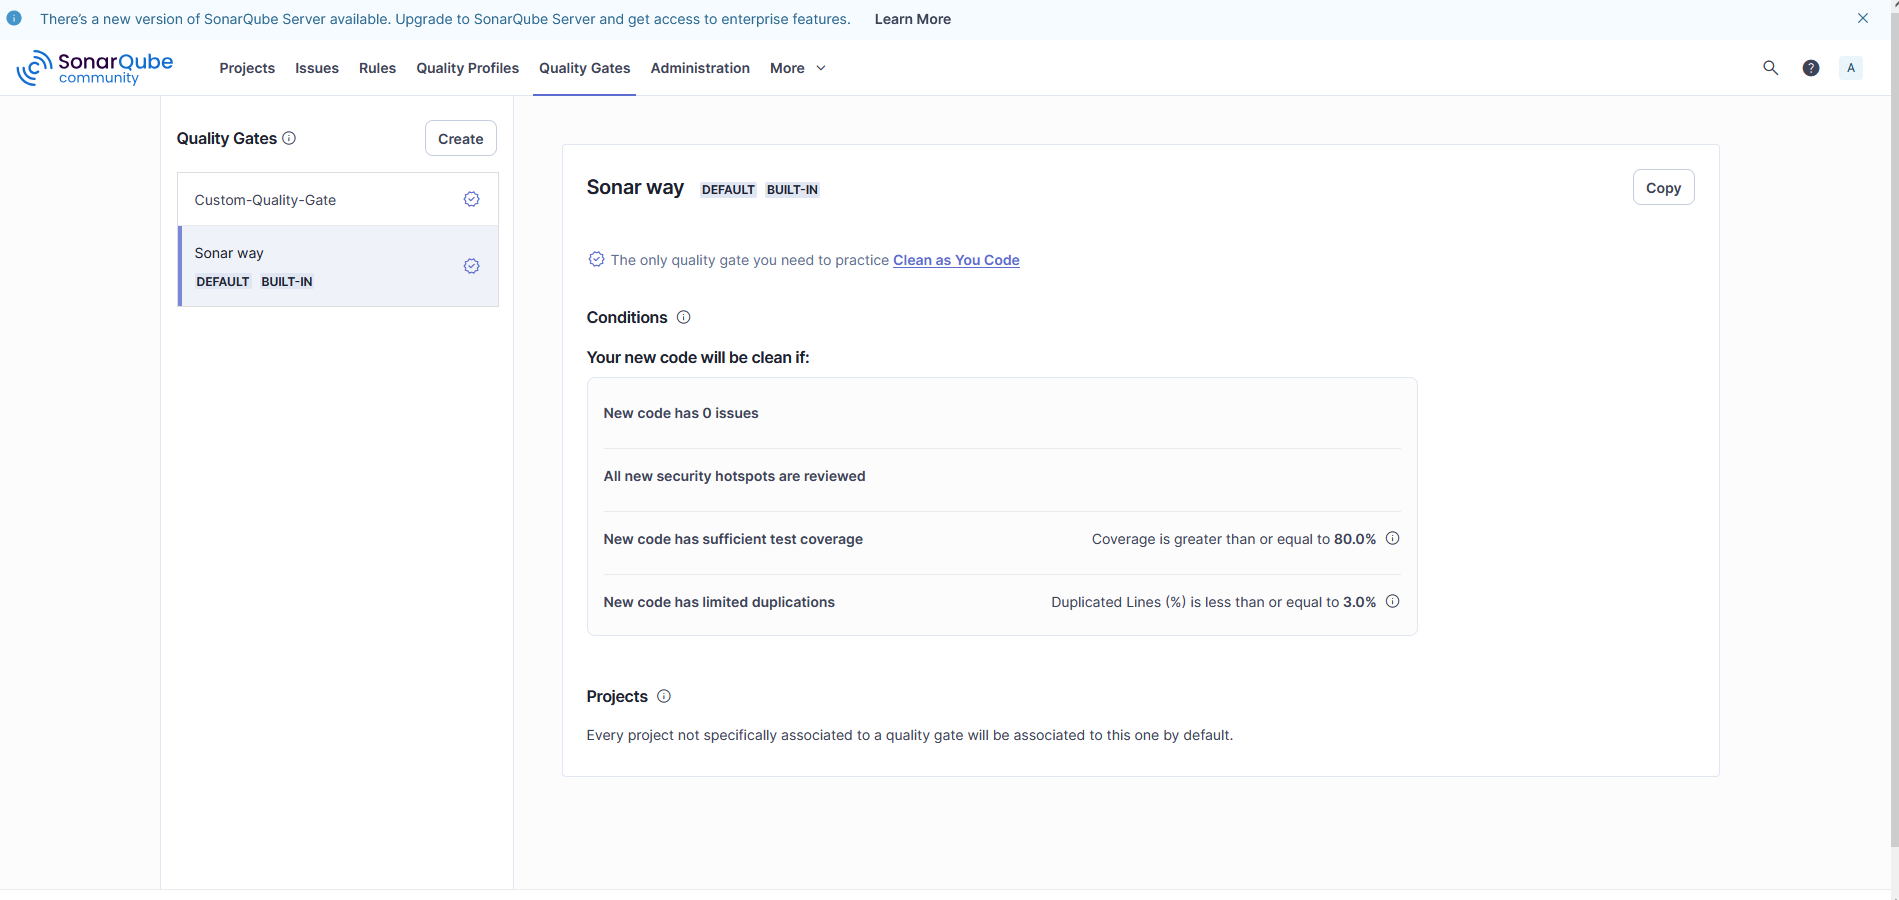 There's a new version of SonarQube Server available. Upgrade to SonarQube Server and get access to enterprise features. Learn More
SonarQube
community
Projects Issues Rules Quality Profiles Quality Gates Administration More
A
Quality Gates
Create
Custom-Quality-Gate
Sonar way
DEFAULT BUILT-IN
Sonar way DEFAULT BUILT-IN
Copy
The only quality gate you need to practice Clean as You Code
Conditions
Your new code will be clean if:
New code has 0 issues
All new security hotspots are reviewed
New code has sufficient test coverage Coverage is greater than or equal to 80.0%
New code has limited duplications Duplicated Lines (%) is less than or equal to 3.0%
Projects
Every project not specifically associated to a quality gate will be associated to this one by default.